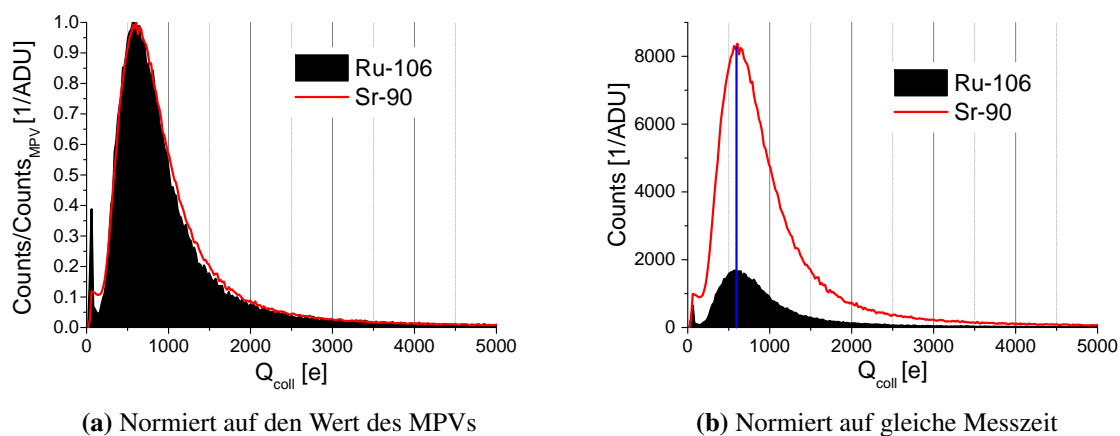 Counts/Counts_MPV [1/ADU]
1.0
0.9
0.8
0.7
0.6
0.5
0.4
0.3
0.2
0.1
0.0
Ru-106
Sr-90
0 1000 2000 3000 4000 5000
Q_coll [e]
(a) Normiert auf den Wert des MPVs
Counts [1/ADU]
8000
6000
4000
2000
0
Ru-106
Sr-90
0 1000 2000 3000 4000 5000
Q_coll [e]
(b) Normiert auf gleiche Messzeit